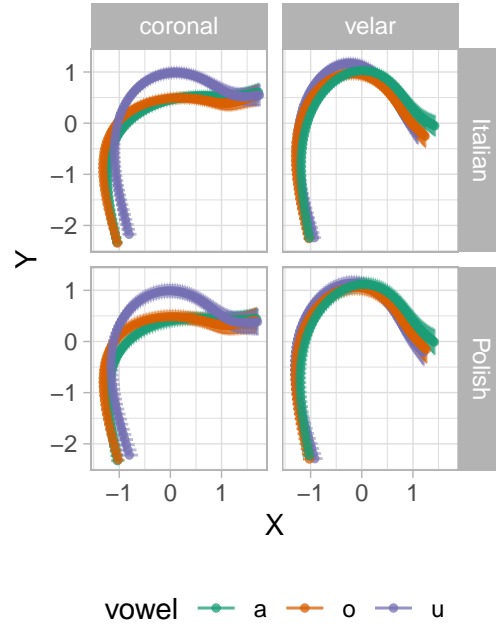 coronal velar
1
0
−1
−2
Italian
Y
1
0
−1
−2
Polish
−1 0 1 −1 0 1
X
vowel a o u